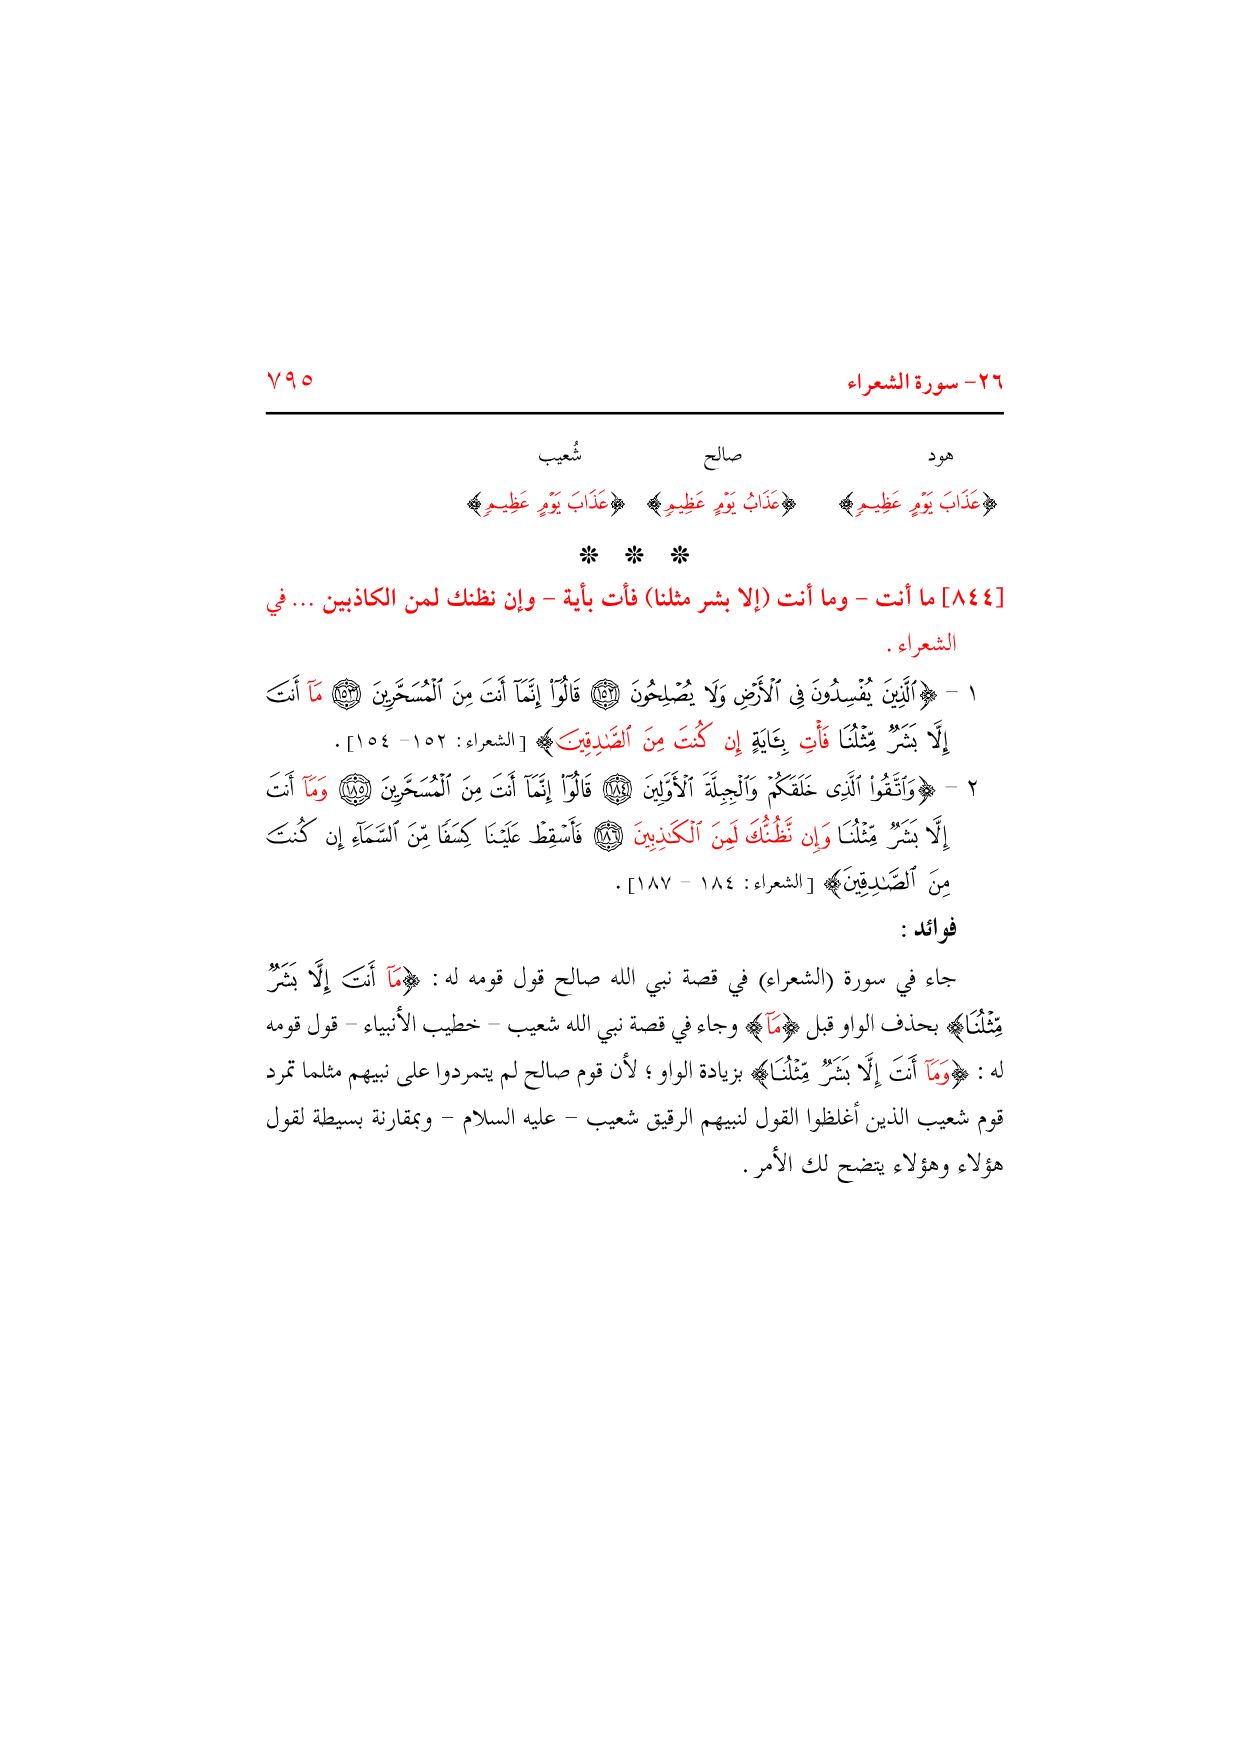 ٢٦- سورة الشعراء ٧٩٥
هود صالح شُعيب
﴿عَذَابَ يَوْمٍ عَظِيمٍ﴾ ﴿عَذَابُ يَوْمٍ عَظِيمٍ﴾ ﴿عَذَابَ يَوْمٍ عَظِيمٍ﴾
❊ ❊ ❊
[٨٤٤] ما أنت – وما أنت (إلا بشر مثلنا) فأت بأية – وإن نظنك لمن الكاذبين ... في
الشعراء .
١ – ﴿ٱلَّذِينَ يُفْسِدُونَ فِى ٱلْأَرْضِ وَلَا يُصْلِحُونَ ١٥٢ قَالُوٓا۟ إِنَّمَآ أَنتَ مِنَ ٱلْمُسَحَّرِينَ ١٥٣ مَآ أَنتَ
إِلَّا بَشَرٌ مِّثْلُنَا فَأْتِ بِـَٔايَةٍ إِن كُنتَ مِنَ ٱلصَّـٰدِقِينَ﴾ [الشعراء: ١٥٢– ١٥٤] .
٢ – ﴿وَٱتَّقُوا۟ ٱلَّذِى خَلَقَكُمْ وَٱلْجِبِلَّةَ ٱلْأَوَّلِينَ ١٨٤ قَالُوٓا۟ إِنَّمَآ أَنتَ مِنَ ٱلْمُسَحَّرِينَ ١٨٥ وَمَآ أَنتَ
إِلَّا بَشَرٌ مِّثْلُنَا وَإِن نَّظُنُّكَ لَمِنَ ٱلْكَـٰذِبِينَ ١٨٦ فَأَسْقِطْ عَلَيْنَا كِسَفًا مِّنَ ٱلسَّمَآءِ إِن كُنتَ
مِنَ ٱلصَّـٰدِقِينَ﴾ [الشعراء: ١٨٤ – ١٨٧] .
فوائد :
جاء في سورة (الشعراء) في قصة نبي الله صالح قول قومه له : ﴿مَآ أَنتَ إِلَّا بَشَرٌ
مِّثْلُنَا﴾ بحذف الواو قبل ﴿مَآ﴾ وجاء في قصة نبي الله شعيب – خطيب الأنبياء – قول قومه
له : ﴿وَمَآ أَنتَ إِلَّا بَشَرٌ مِّثْلُنَا﴾ بزيادة الواو ؛ لأن قوم صالح لم يتمردوا على نبيهم مثلما تمرد
قوم شعيب الذين أغلظوا القول لنبيهم الرقيق شعيب – عليه السلام – وبمقارنة بسيطة لقول
هؤلاء وهؤلاء يتضح لك الأمر .